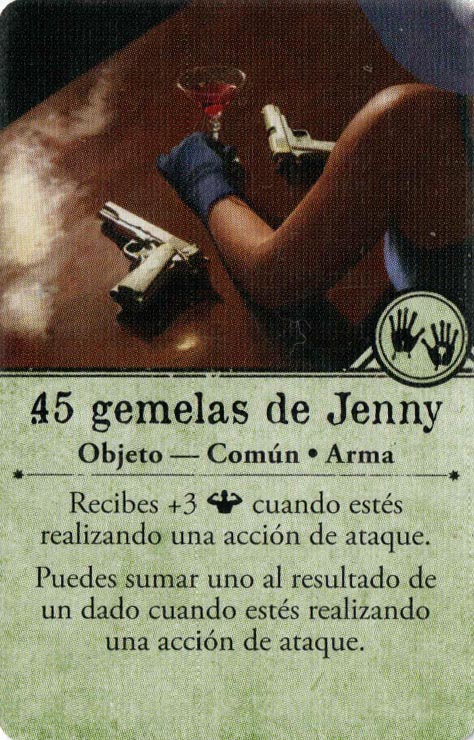 .45 gemelas de Jenny
Objeto — Común • Arma
Recibes +3 cuando estés
realizando una acción de ataque.
Puedes sumar uno al resultado de
un dado cuando estés realizando
una acción de ataque.